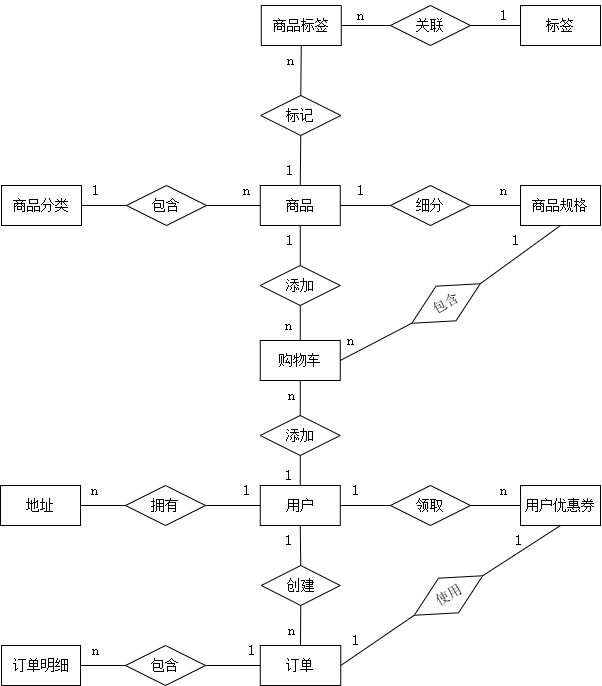 商品标签 n 关联 1 标签
n
标记
1
商品分类 1 包含 n 商品 1 细分 n 商品规格
1 1
添加
包含
n n
购物车
n
添加
1
地址 n 拥有 1 用户 1 领取 n 用户优惠券
1 1
创建
使用
n 1
订单明细 n 包含 1 订单